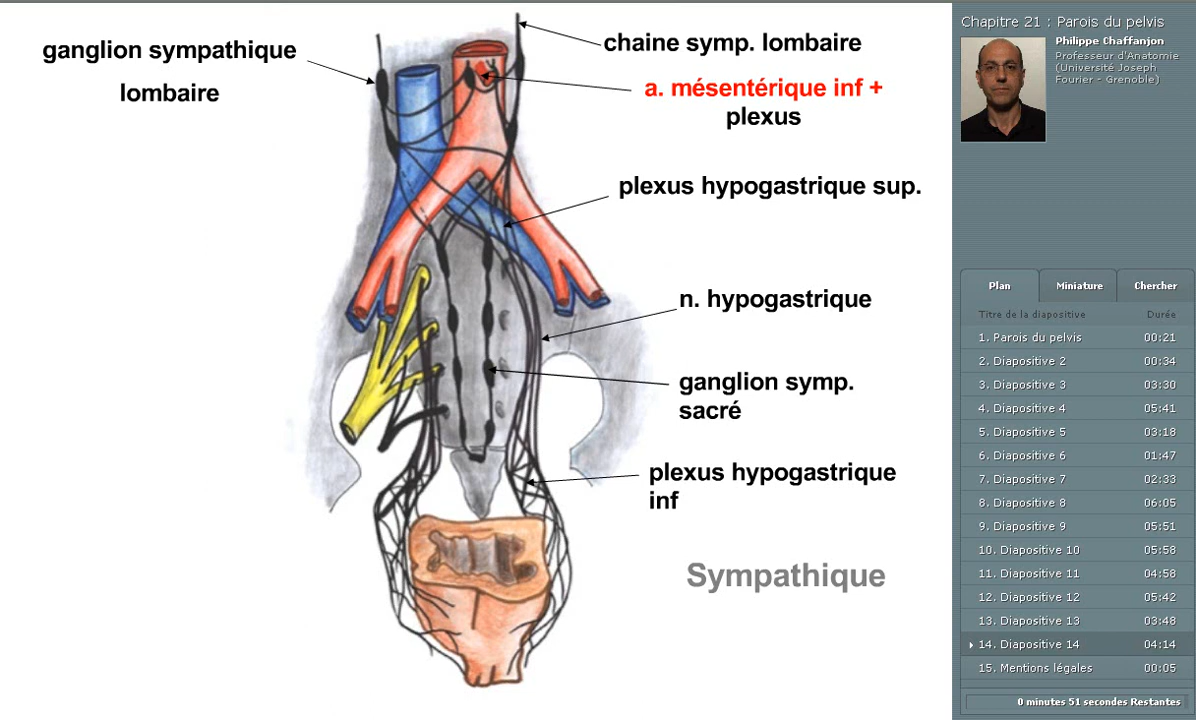 ganglion sympathique
lombaire
chaine symp. lombaire
a. mésentérique inf +
plexus
plexus hypogastrique sup.
n. hypogastrique
ganglion symp.
sacré
plexus hypogastrique
inf
Sympathique
Chapitre 21 : Parois du pelvis
Philippe Chaffanjon
Professeur d'Anatomie
(Université Joseph
Fourier - Grenoble)
Plan Miniature Chercher
Titre de la diapositive Durée
1. Parois du pelvis 00:21
2. Diapositive 2 00:34
3. Diapositive 3 03:30
4. Diapositive 4 05:41
5. Diapositive 5 03:18
6. Diapositive 6 01:47
7. Diapositive 7 02:33
8. Diapositive 8 06:05
9. Diapositive 9 05:51
10. Diapositive 10 05:58
11. Diapositive 11 04:58
12. Diapositive 12 05:42
13. Diapositive 13 03:48
14. Diapositive 14 04:14
15. Mentions légales 00:05
0 minutes 51 secondes Restantes